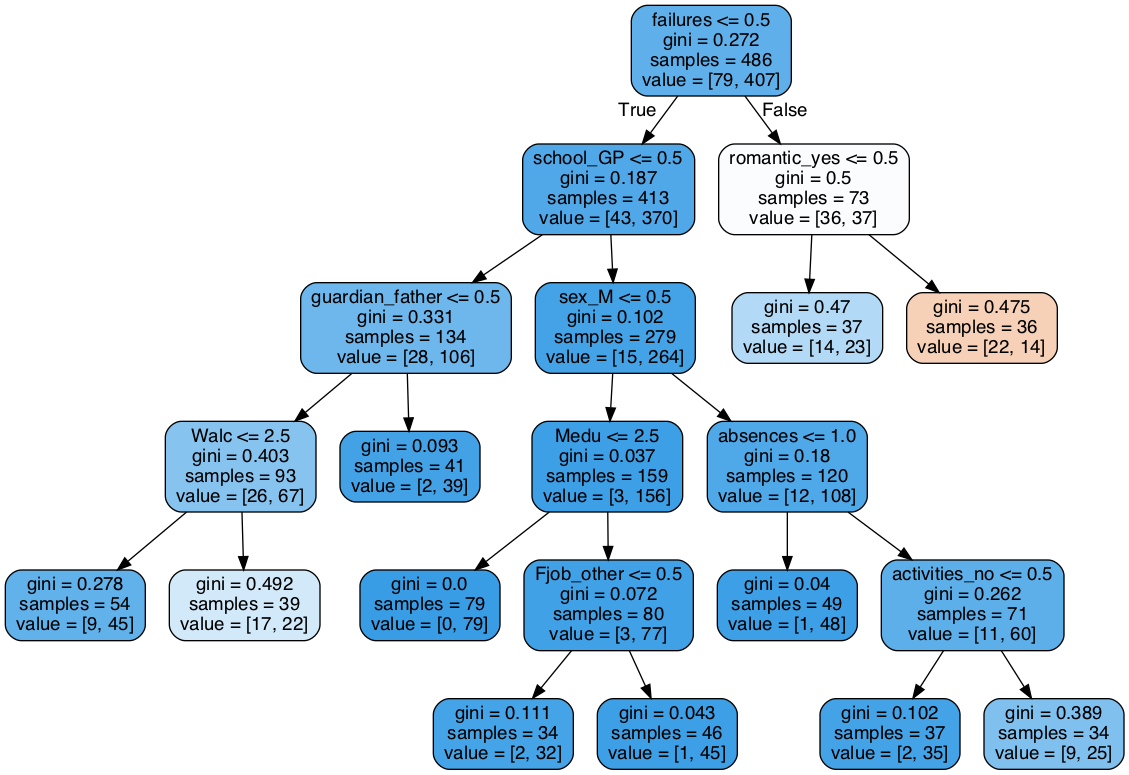 failures <= 0.5
gini = 0.272
samples = 486
value = [79, 407]
True
False
school_GP <= 0.5
gini = 0.187
samples = 413
value = [43, 370]
romantic_yes <= 0.5
gini = 0.5
samples = 73
value = [36, 37]
guardian_father <= 0.5
gini = 0.331
samples = 134
value = [28, 106]
sex_M <= 0.5
gini = 0.102
samples = 279
value = [15, 264]
gini = 0.47
samples = 37
value = [14, 23]
gini = 0.475
samples = 36
value = [22, 14]
Walc <= 2.5
gini = 0.403
samples = 93
value = [26, 67]
gini = 0.093
samples = 41
value = [2, 39]
Medu <= 2.5
gini = 0.037
samples = 159
value = [3, 156]
absences <= 1.0
gini = 0.18
samples = 120
value = [12, 108]
gini = 0.278
samples = 54
value = [9, 45]
gini = 0.492
samples = 39
value = [17, 22]
gini = 0.0
samples = 79
value = [0, 79]
Fjob_other <= 0.5
gini = 0.072
samples = 80
value = [3, 77]
gini = 0.04
samples = 49
value = [1, 48]
activities_no <= 0.5
gini = 0.262
samples = 71
value = [11, 60]
gini = 0.111
samples = 34
value = [2, 32]
gini = 0.043
samples = 46
value = [1, 45]
gini = 0.102
samples = 37
value = [2, 35]
gini = 0.389
samples = 34
value = [9, 25]